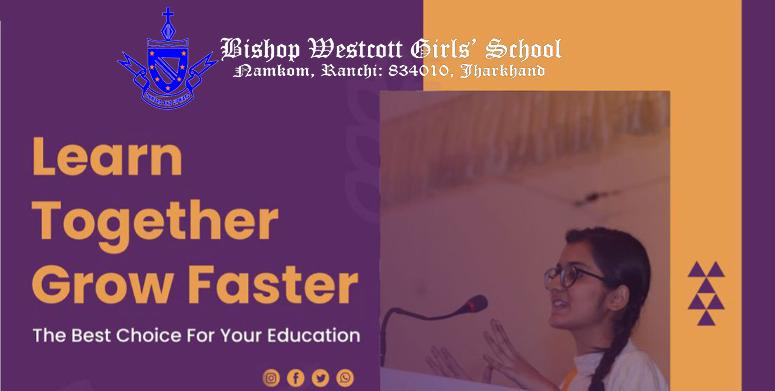 Bishop Westcott Girls' School
Namkom, Ranchi: 834010, Jharkhand
Learn
Together
Grow Faster
The Best Choice For Your Education